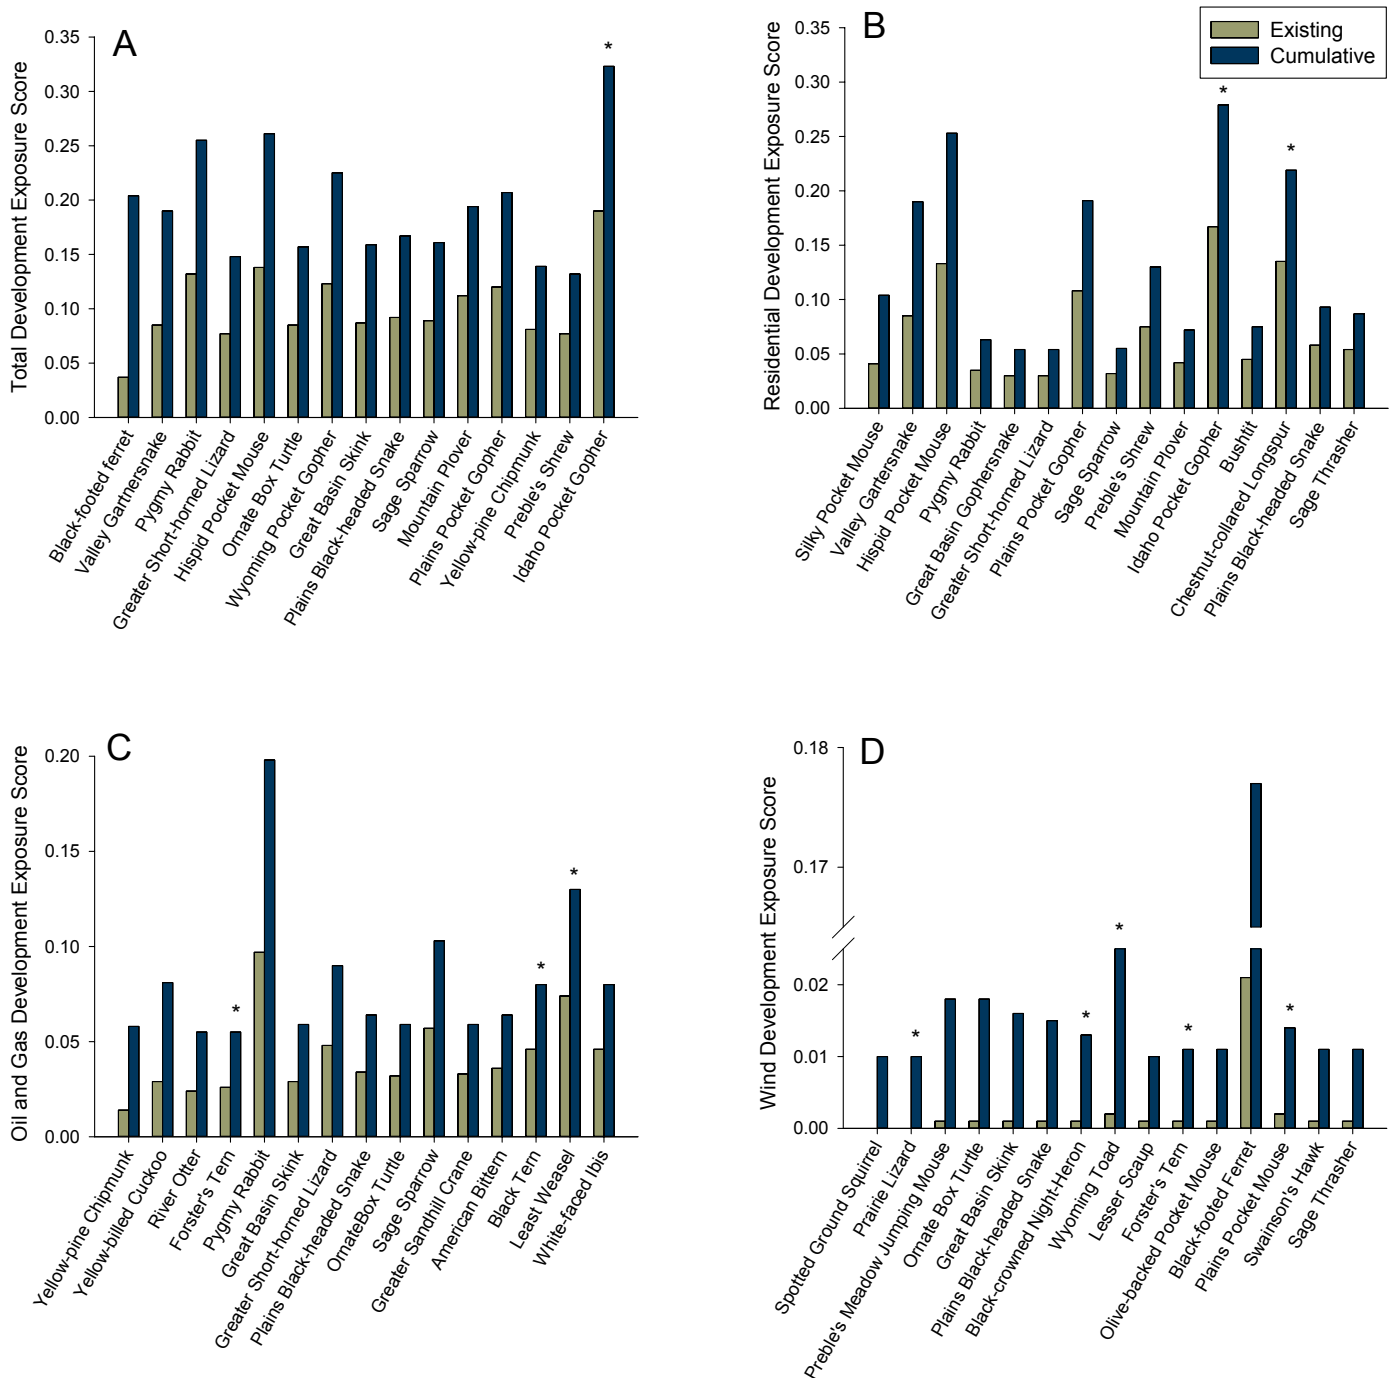 A
Total Development Exposure Score
0.35
0.30
0.25
0.20
0.15
0.10
0.05
0.00
*
Black-footed ferret
Valley Gartnersnake
Pygmy Rabbit
Greater Short-horned Lizard
Hispid Pocket Mouse
Ornate Box Turtle
Wyoming Pocket Gopher
Great Basin Skink
Plains Black-headed Snake
Sage Sparrow
Mountain Plover
Plains Pocket Gopher
Yellow-pine Chipmunk
Preble's Shrew
Idaho Pocket Gopher
B
Existing
Cumulative
Residential Development Exposure Score
0.35
0.30
0.25
0.20
0.15
0.10
0.05
0.00
*
*
Silky Pocket Mouse
Valley Gartersnake
Hispid Pocket Mouse
Pygmy Rabbit
Great Basin Gophersnake
Greater Short-horned Lizard
Plains Pocket Gopher
Sage Sparrow
Preble's Shrew
Mountain Plover
Idaho Pocket Gopher
Bushtit
Chestnut-collared Longspur
Plains Black-headed Snake
Sage Thrasher
C
Oil and Gas Development Exposure Score
0.20
0.15
0.10
0.05
0.00
*
*
*
Yellow-pine Chipmunk
Yellow-billed Cuckoo
River Otter
Forster's Tern
Pygmy Rabbit
Great Basin Skink
Greater Short-horned Lizard
Plains Black-headed Snake
OrnateBox Turtle
Sage Sparrow
Greater Sandhill Crane
American Bittern
Black Tern
Least Weasel
White-faced Ibis
D
Wind Development Exposure Score
0.18
0.17
0.02
0.01
0.00
*
*
*
*
*
Spotted Ground Squirrel
Prairie Lizard
Preble's Meadow Jumping Mouse
Ornate Box Turtle
Great Basin Skink
Plains Black-headed Snake
Black-crowned Night-Heron
Wyoming Toad
Lesser Scaup
Forster's Tern
Olive-backed Pocket Mouse
Black-footed Ferret
Plains Pocket Mouse
Swainson's Hawk
Sage Thrasher